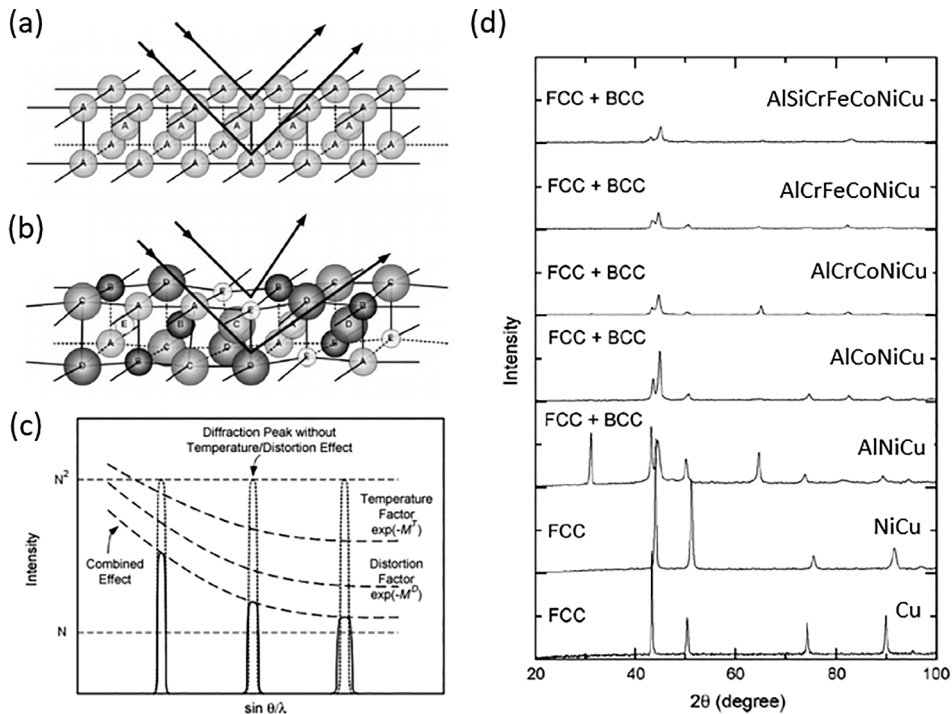 (a)
A A A A A A
A A A A A A
A A A A A A
A A A A A A
A A A A A A
(b)
C B D A E A D C
C A B A C E D B D
E A C D A E A E
D B C D D E A
(c)
Diffraction Peak without
Temperature/Distortion Effect
N²
Temperature
Factor
exp(-Mᵀ)
Combined
Effect
Distortion
Factor
exp(-Mᴰ)
N
Intensity
sin θ/λ
(d)
FCC + BCC AlSiCrFeCoNiCu
FCC + BCC AlCrFeCoNiCu
FCC + BCC AlCrCoNiCu
FCC + BCC AlCoNiCu
FCC + BCC AlNiCu
FCC NiCu
FCC Cu
Intensity
20 40 60 80 100
2θ (degree)